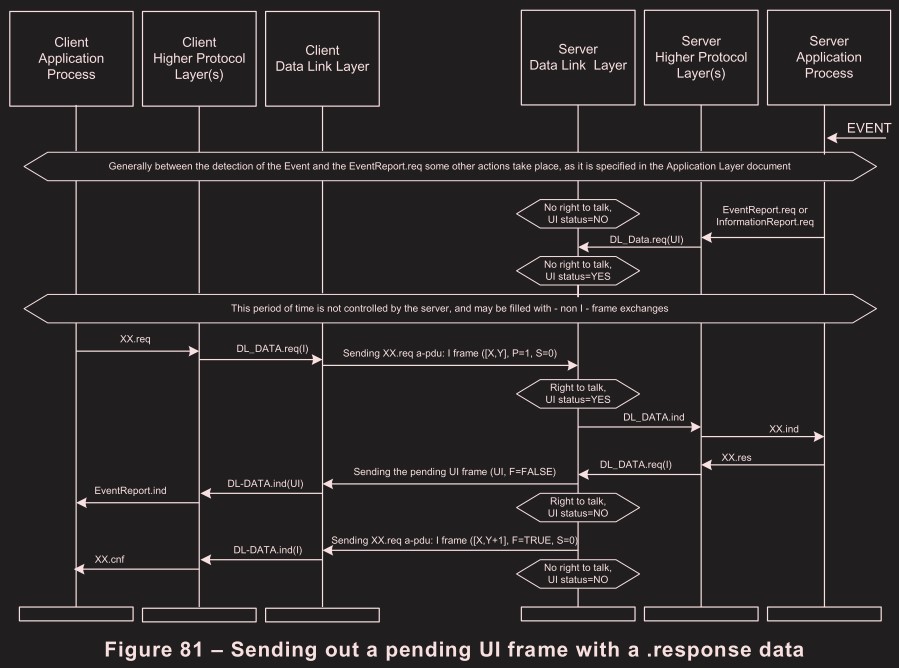 Client
Application
Process
Client
Higher Protocol
Layer(s)
Client
Data Link Layer
Server
Data Link Layer
Server
Higher Protocol
Layer(s)
Server
Application
Process
EVENT
Generally between the detection of the Event and the EventReport.req some other actions take place, as it is specified in the Application Layer document
No right to talk,
UI status=NO
EventReport.req or
InformationReport.req
DL_Data.req(UI)
No right to talk,
UI status=YES
This period of time is not controlled by the server, and may be filled with - non I - frame exchanges
XX.req
DL_DATA.req(I)
Sending XX.req a-pdu: I frame ([X,Y], P=1, S=0)
Right to talk,
UI status=YES
DL_DATA.ind
XX.ind
XX.res
DL_DATA.req(I)
Sending the pending UI frame (UI, F=FALSE)
DL-DATA.ind(UI)
EventReport.ind
Right to talk,
UI status=NO
Sending XX.req a-pdu: I frame ([X,Y+1], F=TRUE, S=0)
DL-DATA.ind(I)
XX.cnf
No right to talk,
UI status=NO
Figure 81 – Sending out a pending UI frame with a .response data